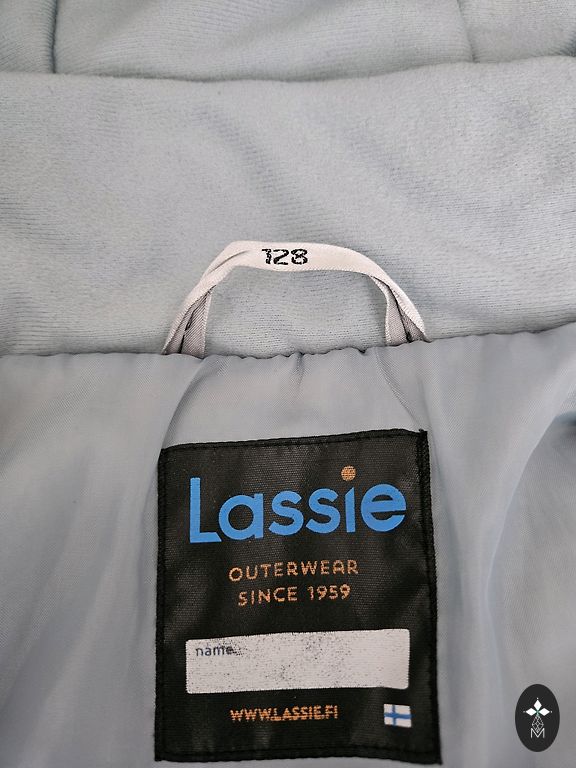 128
Lassie
OUTERWEAR
SINCE 1959
name
WWW.LASSIE.FI
M